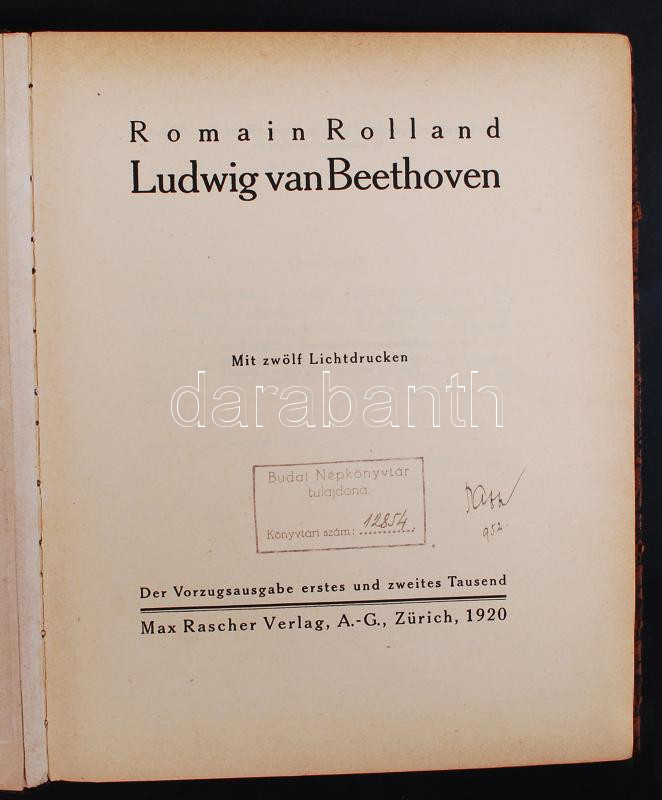 Romain Rolland
Ludwig van Beethoven
Mit zwölf Lichtdrucken
darabanth
Budai Népkönyvtár
tulajdona.
Könyvtári szám: 12854
952.
Der Vorzugsausgabe erstes und zweites Tausend
Max Rascher Verlag, A.-G., Zürich, 1920